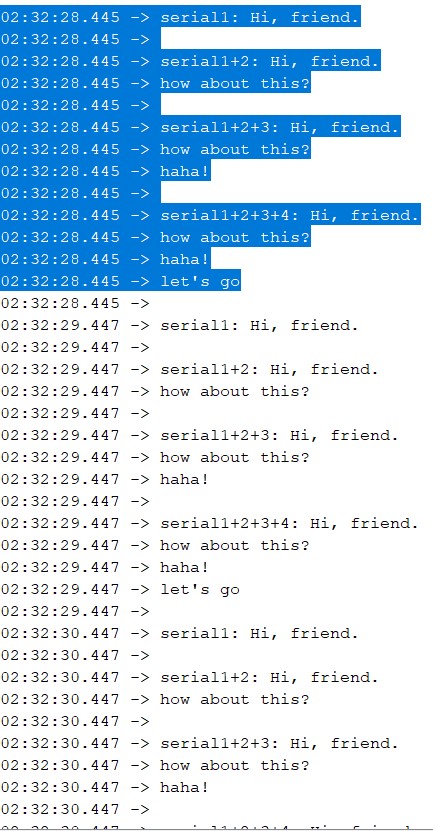 02:32:28.445 -> serial1: Hi, friend.
02:32:28.445 ->
02:32:28.445 -> serial1+2: Hi, friend.
02:32:28.445 -> how about this?
02:32:28.445 ->
02:32:28.445 -> serial1+2+3: Hi, friend.
02:32:28.445 -> how about this?
02:32:28.445 -> haha!
02:32:28.445 ->
02:32:28.445 -> serial1+2+3+4: Hi, friend.
02:32:28.445 -> how about this?
02:32:28.445 -> haha!
02:32:28.445 -> let's go
02:32:28.445 ->
02:32:29.447 -> serial1: Hi, friend.
02:32:29.447 ->
02:32:29.447 -> serial1+2: Hi, friend.
02:32:29.447 -> how about this?
02:32:29.447 ->
02:32:29.447 -> serial1+2+3: Hi, friend.
02:32:29.447 -> how about this?
02:32:29.447 -> haha!
02:32:29.447 ->
02:32:29.447 -> serial1+2+3+4: Hi, friend.
02:32:29.447 -> how about this?
02:32:29.447 -> haha!
02:32:29.447 -> let's go
02:32:29.447 ->
02:32:30.447 -> serial1: Hi, friend.
02:32:30.447 ->
02:32:30.447 -> serial1+2: Hi, friend.
02:32:30.447 -> how about this?
02:32:30.447 ->
02:32:30.447 -> serial1+2+3: Hi, friend.
02:32:30.447 -> how about this?
02:32:30.447 -> haha!
02:32:30.447 ->